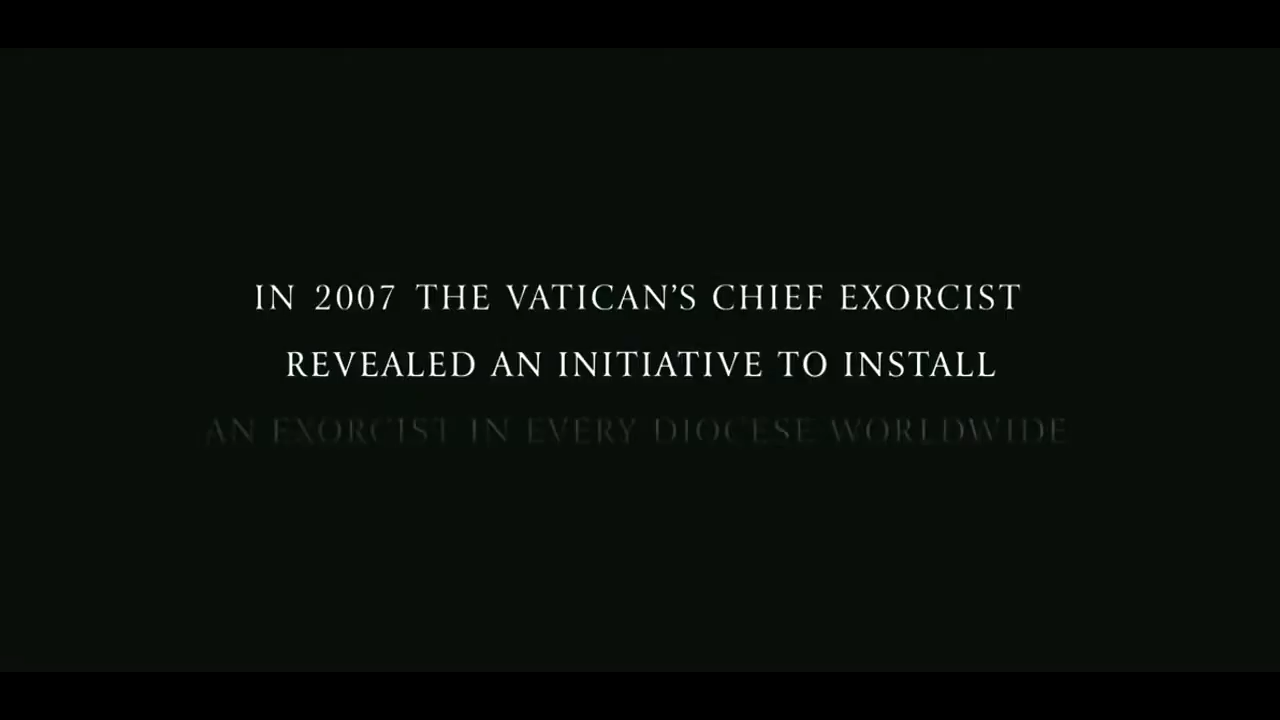 IN 2007 THE VATICAN'S CHIEF EXORCIST
REVEALED AN INITIATIVE TO INSTALL
AN EXORCIST IN EVERY DIOCESE WORLDWIDE